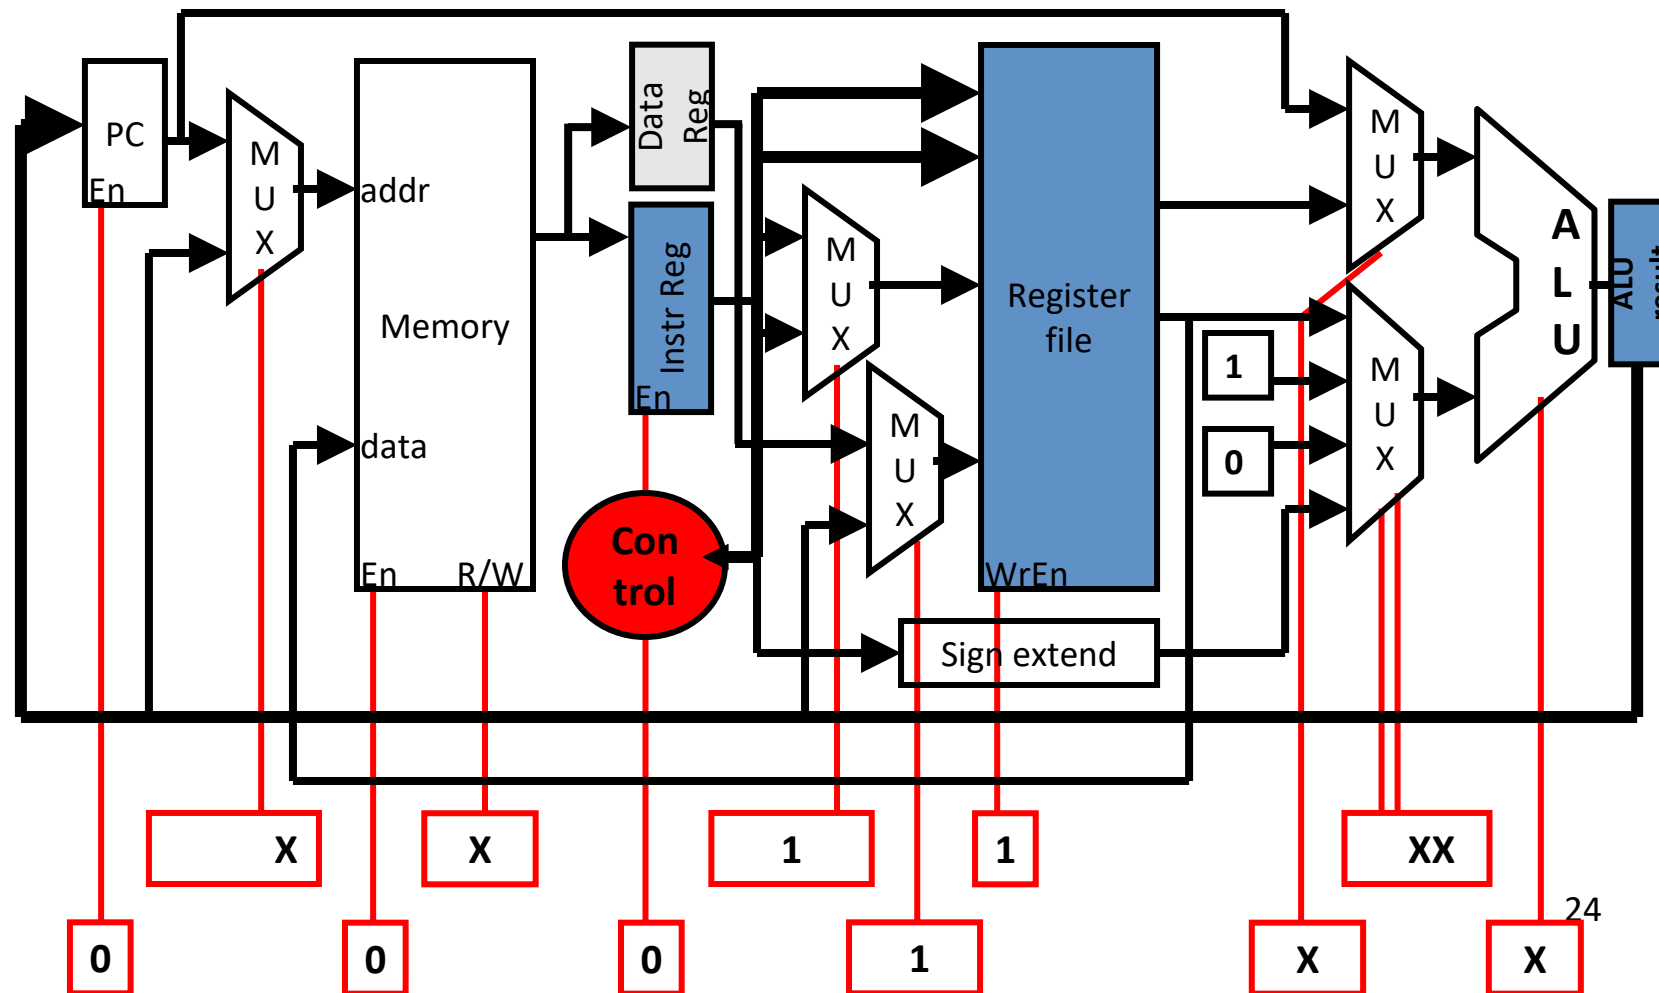 PC
En
M
U
X
addr
Memory
data
En
R/W
Data
Reg
Instr Reg
En
Con
trol
M
U
X
M
U
X
Register
file
WrEn
Sign extend
1
0
M
U
X
M
U
X
A
L
U
ALU
result
X
X
1
1
XX
24
0
0
0
1
X
X